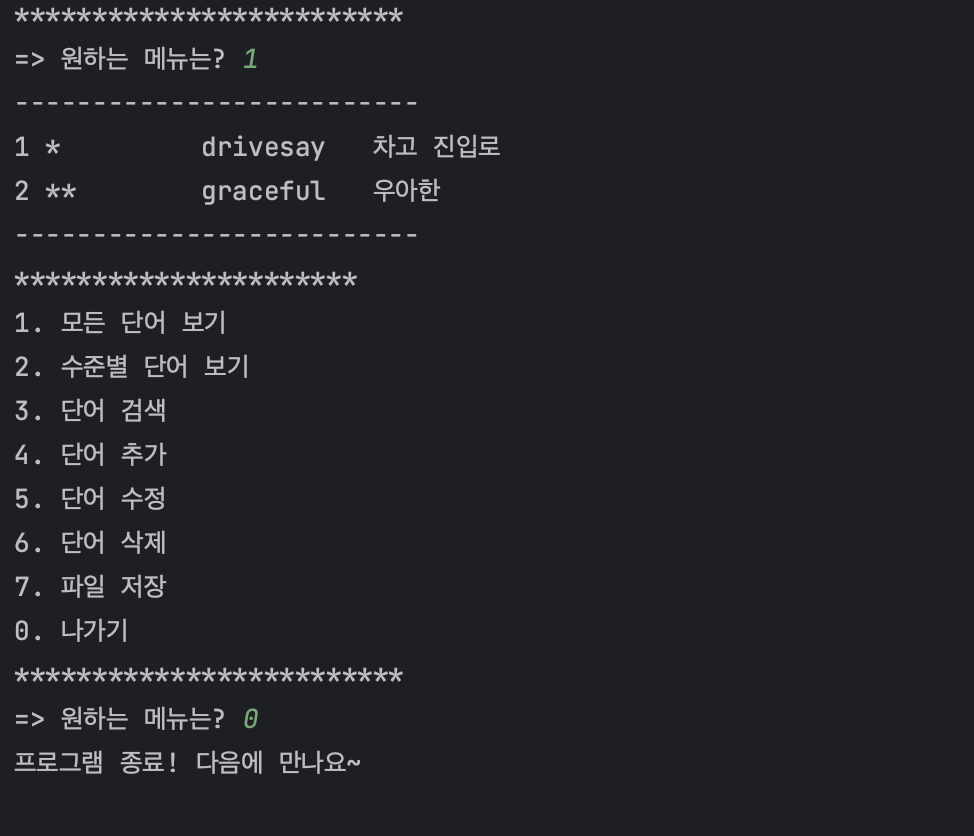 *************************
=> 원하는 메뉴는? 1
--------------------------
1 *         drivesay   차고 진입로
2 **        graceful   우아한
--------------------------
**********************
1. 모든 단어 보기
2. 수준별 단어 보기
3. 단어 검색
4. 단어 추가
5. 단어 수정
6. 단어 삭제
7. 파일 저장
0. 나가기
*************************
=> 원하는 메뉴는? 0
프로그램 종료! 다음에 만나요~